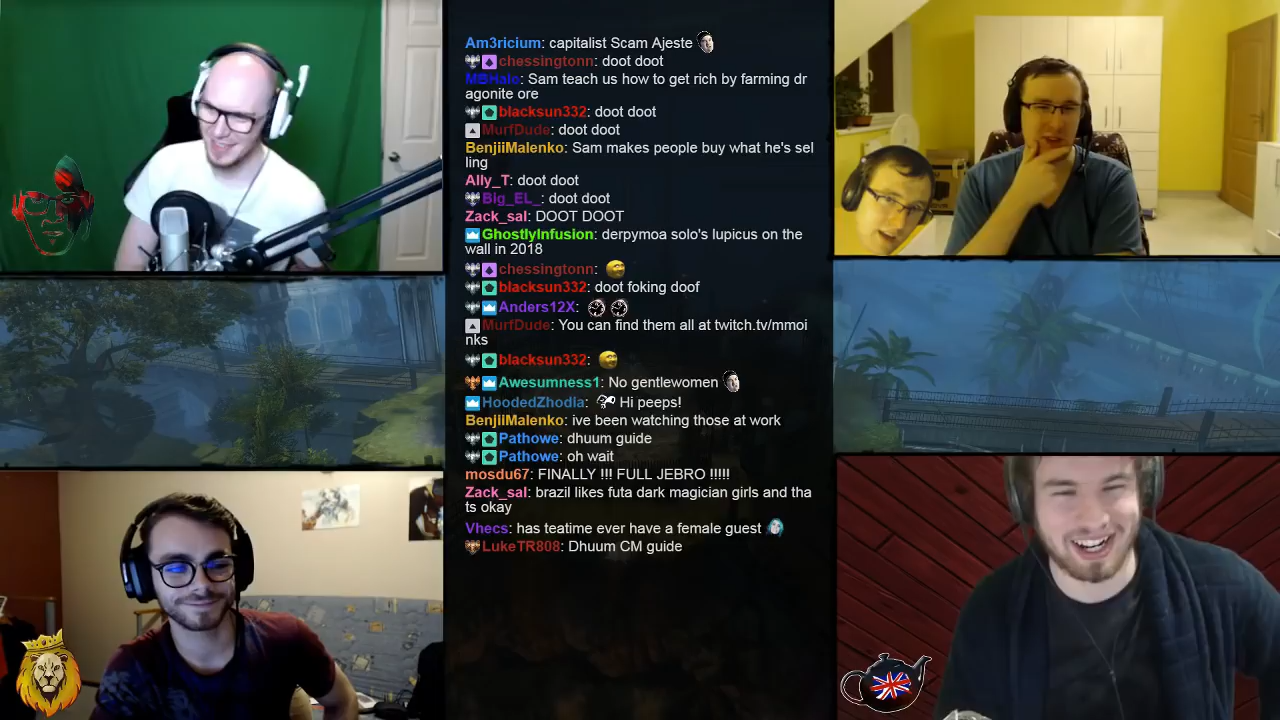 Am3ricium: capitalist Scam Ajeste
chessingtonn: doot doot
MBHalo: Sam teach us how to get rich by farming dr
agonite ore
blacksun332: doot doot
MurfDude: doot doot
BenjiiMalenko: Sam makes people buy what he's sel
ling
Ally_T: doot doot
Big_EL_: doot doot
Zack_sal: DOOT DOOT
GhostlyInfusion: derpymoa solo's lupicus on the
wall in 2018
chessingtonn:
blacksun332: doot foking doof
Anders12X:
MurfDude: You can find them all at twitch.tv/mmoi
nks
blacksun332:
Awesumness1: No gentlewomen
HoodedZhodia: Hi peeps!
BenjiiMalenko: ive been watching those at work
Pathowe: dhuum guide
Pathowe: oh wait
mosdu67: FINALLY !!! FULL JEBRO !!!!!
Zack_sal: brazil likes futa dark magician girls and tha
ts okay
Vhecs: has teatime ever have a female guest
LukeTR808: Dhuum CM guide